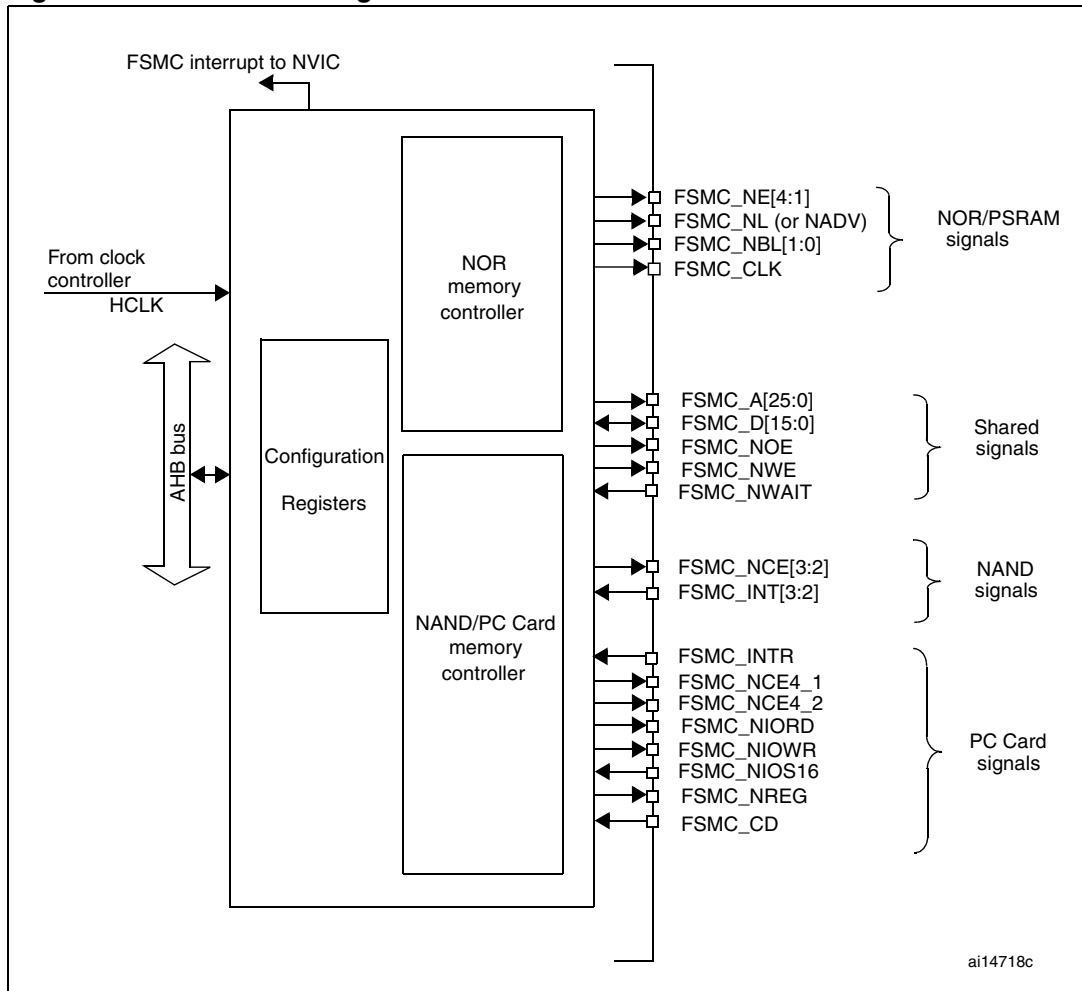 FSMC interrupt to NVIC
From clock
controller
HCLK
AHB bus
Configuration
Registers
NOR
memory
controller
NAND/PC Card
memory
controller
FSMC_NE[4:1]
FSMC_NL (or NADV)
FSMC_NBL[1:0]
FSMC_CLK
NOR/PSRAM
signals
FSMC_A[25:0]
FSMC_D[15:0]
FSMC_NOE
FSMC_NWE
FSMC_NWAIT
Shared
signals
FSMC_NCE[3:2]
FSMC_INT[3:2]
NAND
signals
FSMC_INTR
FSMC_NCE4_1
FSMC_NCE4_2
FSMC_NIORD
FSMC_NIOWR
FSMC_NIOS16
FSMC_NREG
FSMC_CD
PC Card
signals
ai14718c